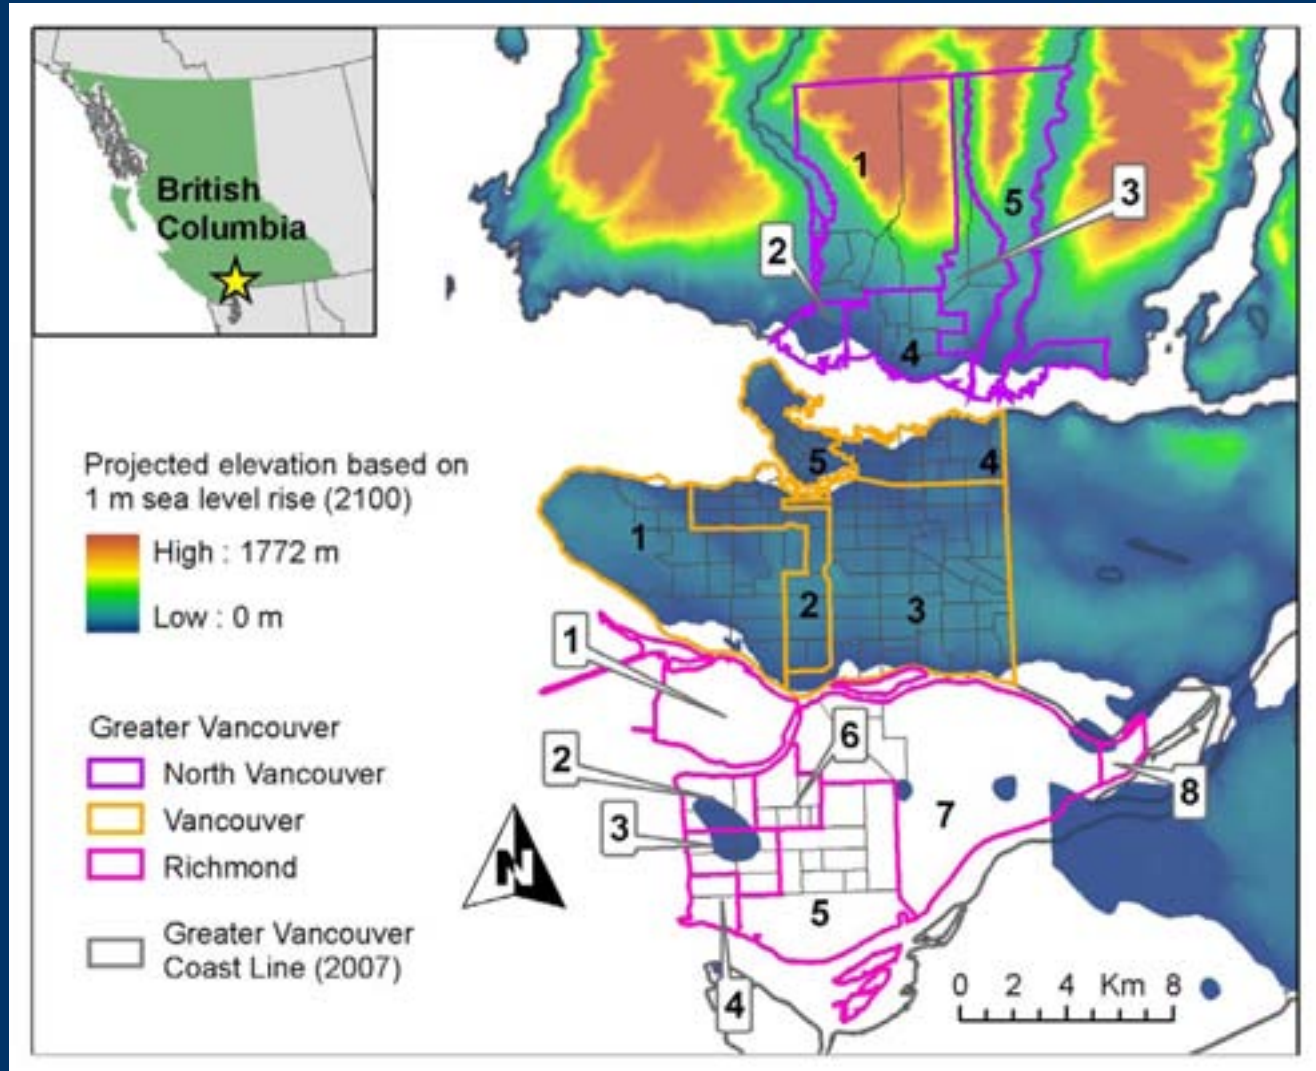 British
Columbia
1
5
3
2
4
Projected elevation based on
1 m sea level rise (2100)
High : 1772 m
Low : 0 m
5
4
1
2
3
1
6
2
3
7
8
5
4
Greater Vancouver
North Vancouver
Vancouver
Richmond
Greater Vancouver
Coast Line (2007)
N
0 2 4 Km 8